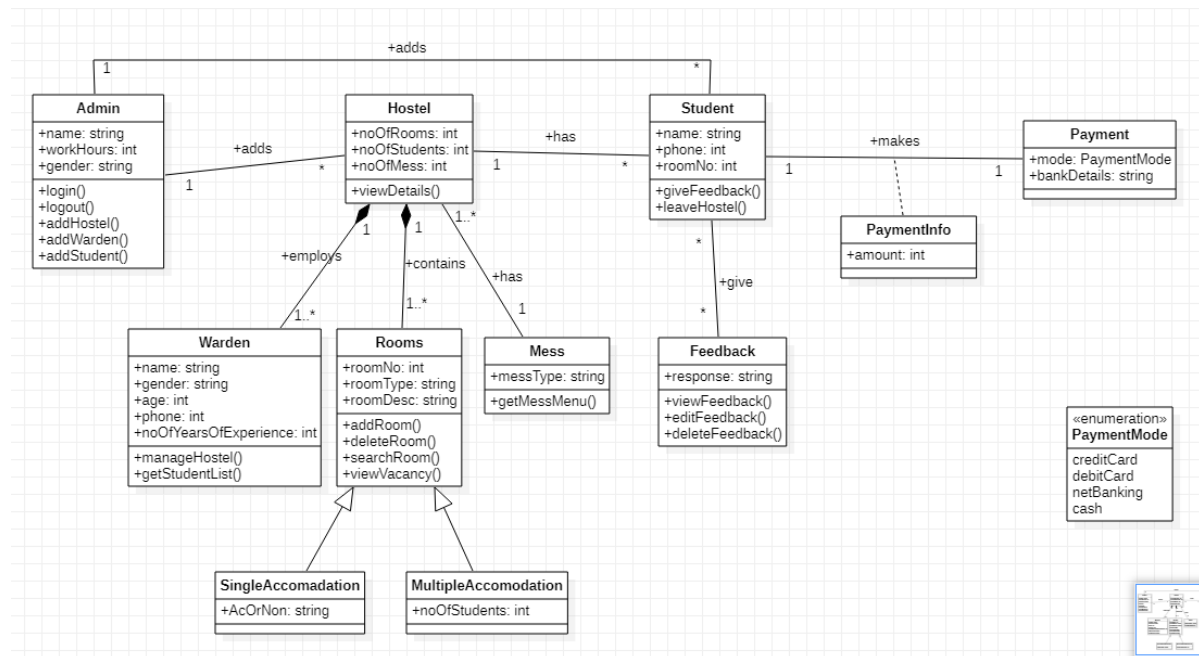 +adds
1
*
Admin
+name: string
+workHours: int
+gender: string
+login()
+logout()
+addHostel()
+addWarden()
+addStudent()
+adds
1
*
Hostel
+noOfRooms: int
+noOfStudents: int
+noOfMess: int
+viewDetails()
+has
1
*
Student
+name: string
+phone: int
+roomNo: int
+giveFeedback()
+leaveHostel()
+makes
1
1
Payment
+mode: PaymentMode
+bankDetails: string
PaymentInfo
+amount: int
1
+employs
1..*
1
+contains
1..*
1..*
+has
1
*
+give
*
Warden
+name: string
+gender: string
+age: int
+phone: int
+noOfYearsOfExperience: int
+manageHostel()
+getStudentList()
Rooms
+roomNo: int
+roomType: string
+roomDesc: string
+addRoom()
+deleteRoom()
+searchRoom()
+viewVacancy()
Mess
+messType: string
+getMessMenu()
Feedback
+response: string
+viewFeedback()
+editFeedback()
+deleteFeedback()
«enumeration»
PaymentMode
creditCard
debitCard
netBanking
cash
SingleAccomadation
+AcOrNon: string
MultipleAccomodation
+noOfStudents: int